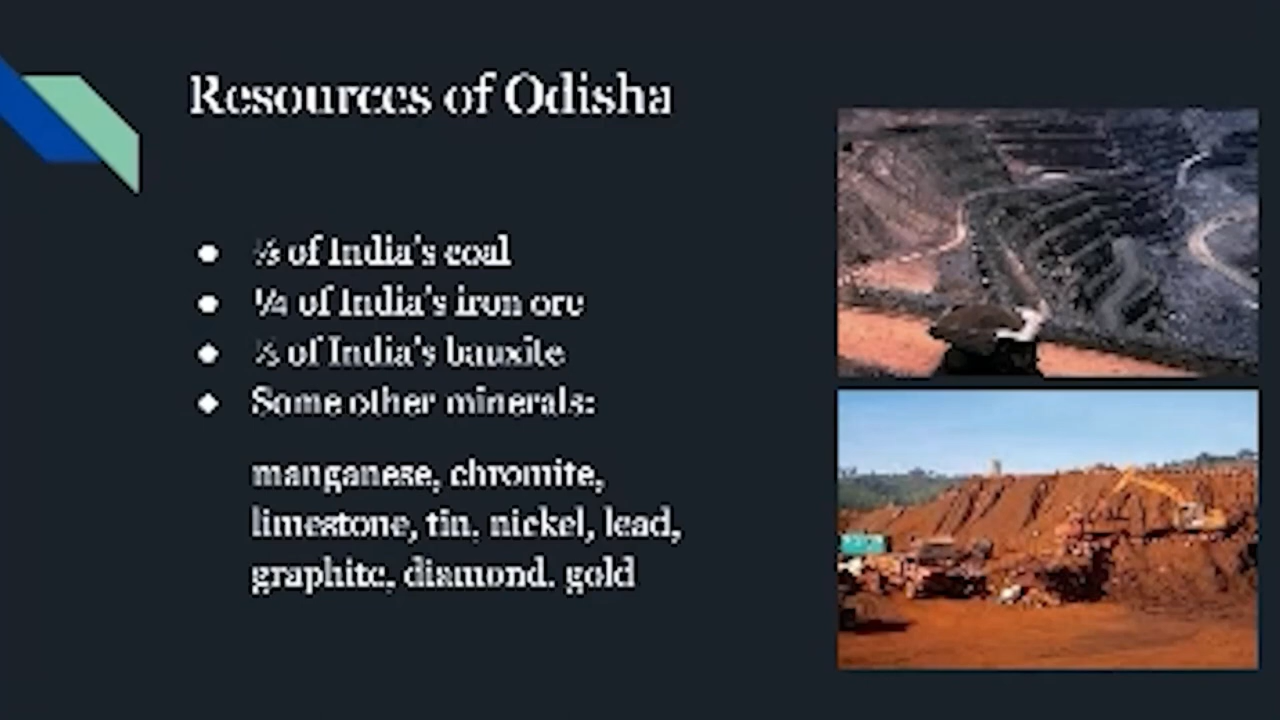 Resources of Odisha
of India's coal
¼ of India's iron ore
of India's bauxite
Some other minerals:
manganese, chromite,
limestone, tin, nickel, lead,
graphite, diamond. gold